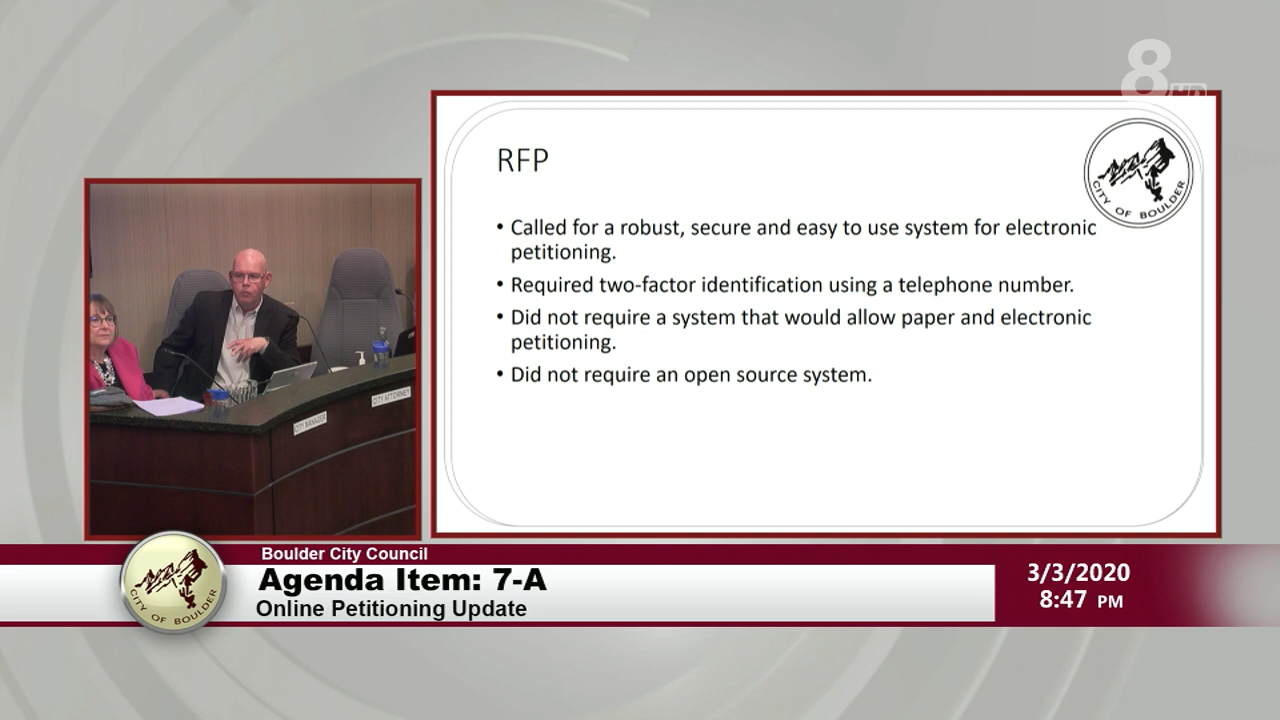 8
HD
RFP
CITY OF BOULDER
• Called for a robust, secure and easy to use system for electronic
petitioning.
• Required two-factor identification using a telephone number.
• Did not require a system that would allow paper and electronic
petitioning.
• Did not require an open source system.
CITY MANAGER
CITY ATTORNEY
Boulder City Council
Agenda Item: 7-A
Online Petitioning Update
CITY OF BOULDER
3/3/2020
8:47 PM